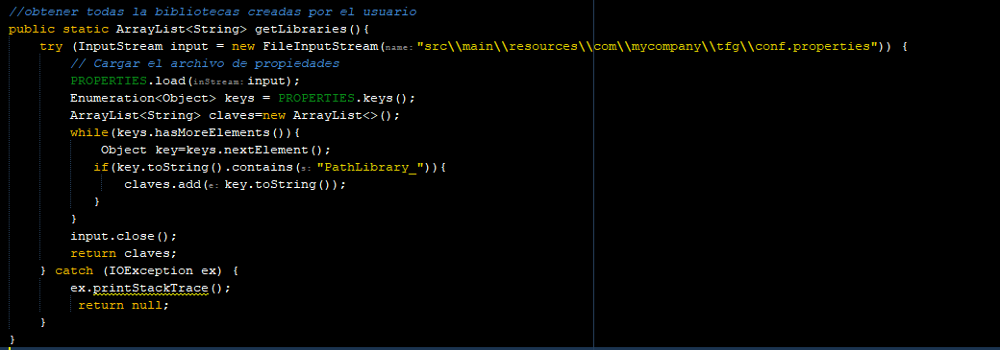 //obtener todas la bibliotecas creadas por el usuario
public static ArrayList<String> getLibraries(){
try (InputStream input = new FileInputStream(name: "src\\main\\resources\\com\\mycompany\\tfg\\conf.properties")) {
// Cargar el archivo de propiedades
PROPERTIES.load(inStream: input);
Enumeration<Object> keys = PROPERTIES.keys();
ArrayList<String> claves=new ArrayList<>();
while(keys.hasMoreElements()){
Object key=keys.nextElement();
if(key.toString().contains(s: "PathLibrary_")){
claves.add(e: key.toString());
}
}
input.close();
return claves;
} catch (IOException ex) {
ex.printStackTrace();
return null;
}
}